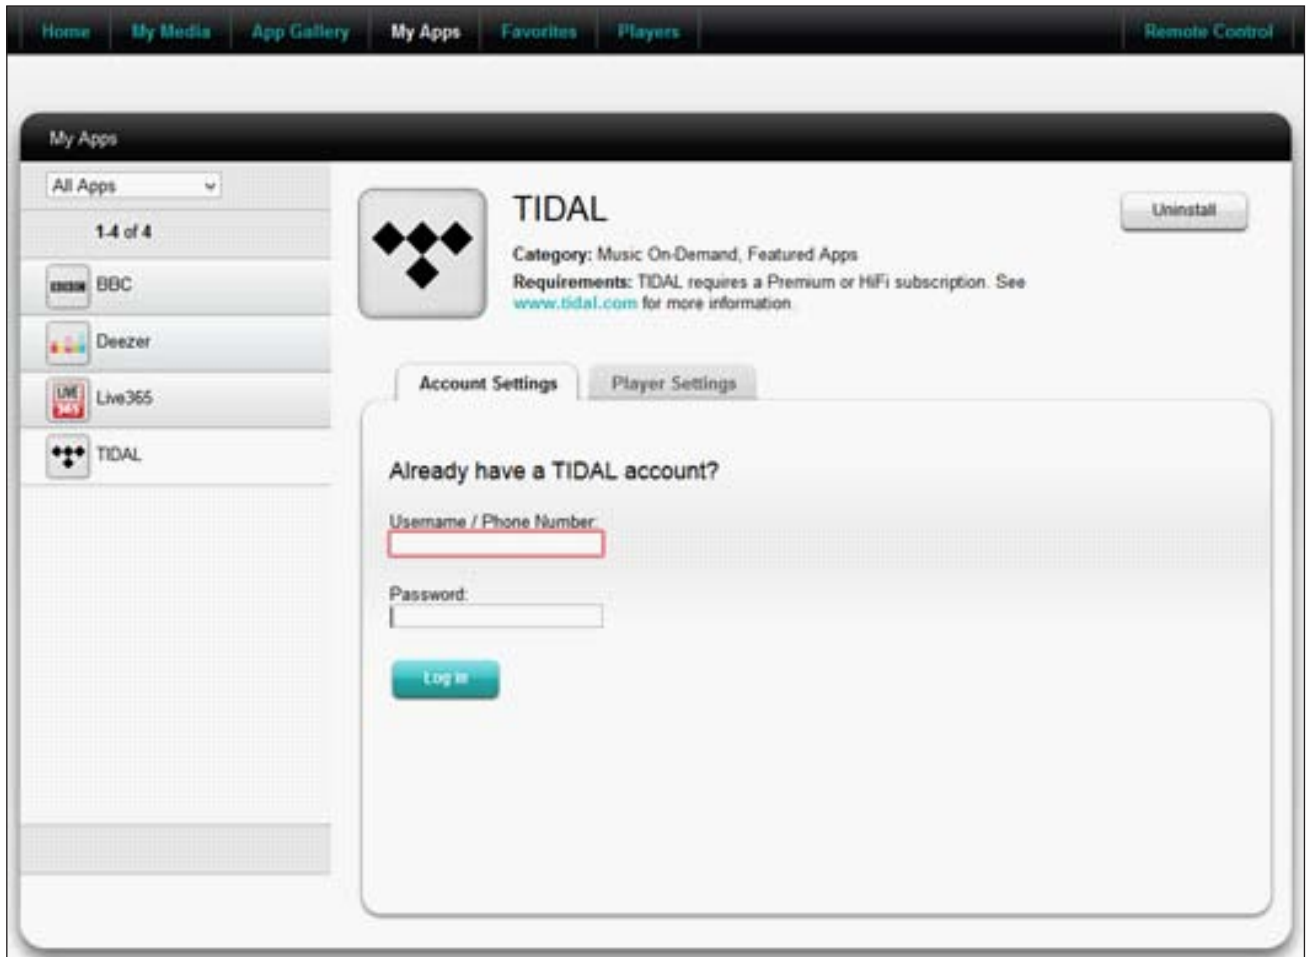 Home My Media App Gallery My Apps Favorites Players Remote Control
My Apps
All Apps
1-4 of 4
BBC BBC
Deezer
LIVE 365 Live365
TIDAL
TIDAL
Uninstall
Category: Music On-Demand, Featured Apps
Requirements: TIDAL requires a Premium or HiFi subscription. See
www.tidal.com for more information.
Account Settings Player Settings
Already have a TIDAL account?
Username / Phone Number:
Password:
Log in